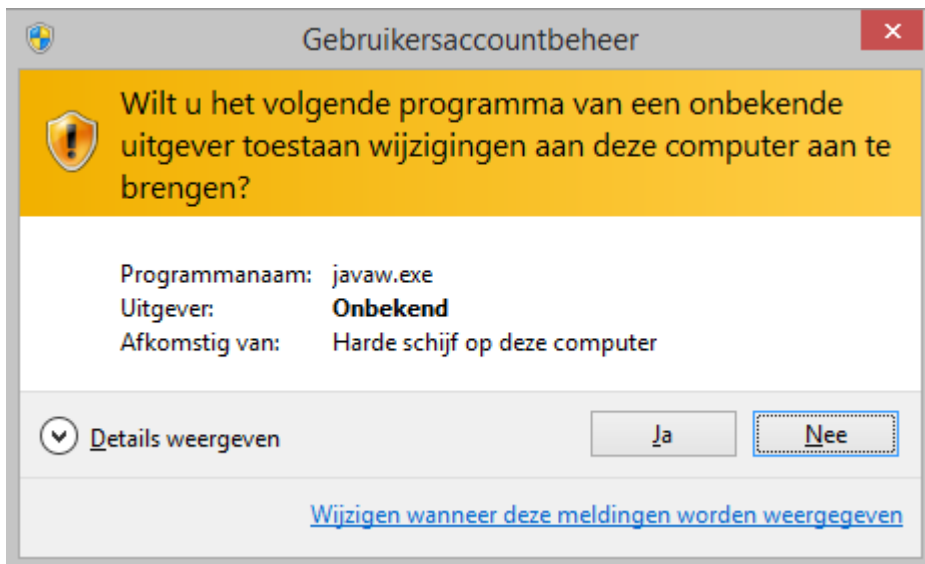 Gebruikersaccountbeheer
Wilt u het volgende programma van een onbekende
uitgever toestaan wijzigingen aan deze computer aan te
brengen?
Programmanaam: javaw.exe
Uitgever: Onbekend
Afkomstig van: Harde schijf op deze computer
Details weergeven Ja Nee
Wijzigen wanneer deze meldingen worden weergegeven